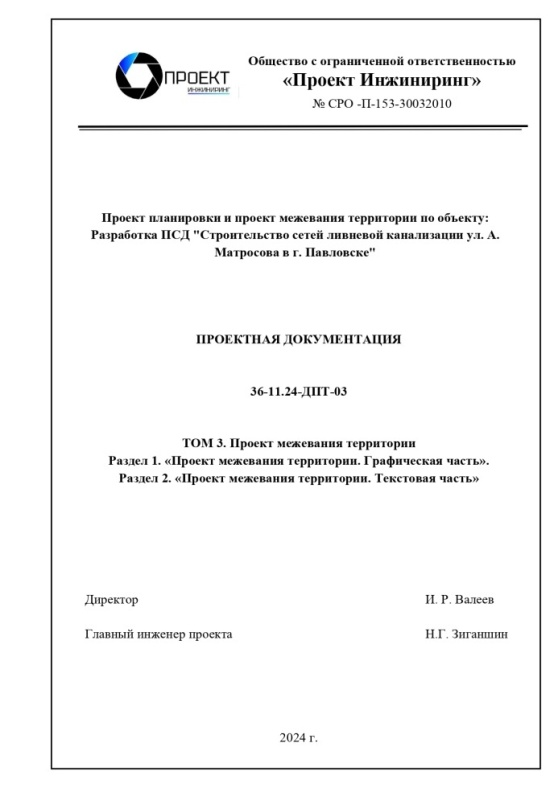 ПРОЕКТ
ИНЖИНИРИНГ
Общество с ограниченной ответственностью
«Проект Инжиниринг»
№ СРО -П-153-30032010
Проект планировки и проект межевания территории по объекту:
Разработка ПСД "Строительство сетей ливневой канализации ул. А.
Матросова в г. Павловске"
ПРОЕКТНАЯ ДОКУМЕНТАЦИЯ
36-11.24-ДПТ-03
ТОМ 3. Проект межевания территории
Раздел 1. «Проект межевания территории. Графическая часть».
Раздел 2. «Проект межевания территории. Текстовая часть»
Директор И. Р. Валеев
Главный инженер проекта Н.Г. Зиганшин
2024 г.